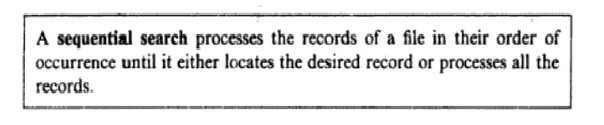 A sequential search processes the records of a file in their order of
occurrence until it either locates the desired record or processes all the
records.